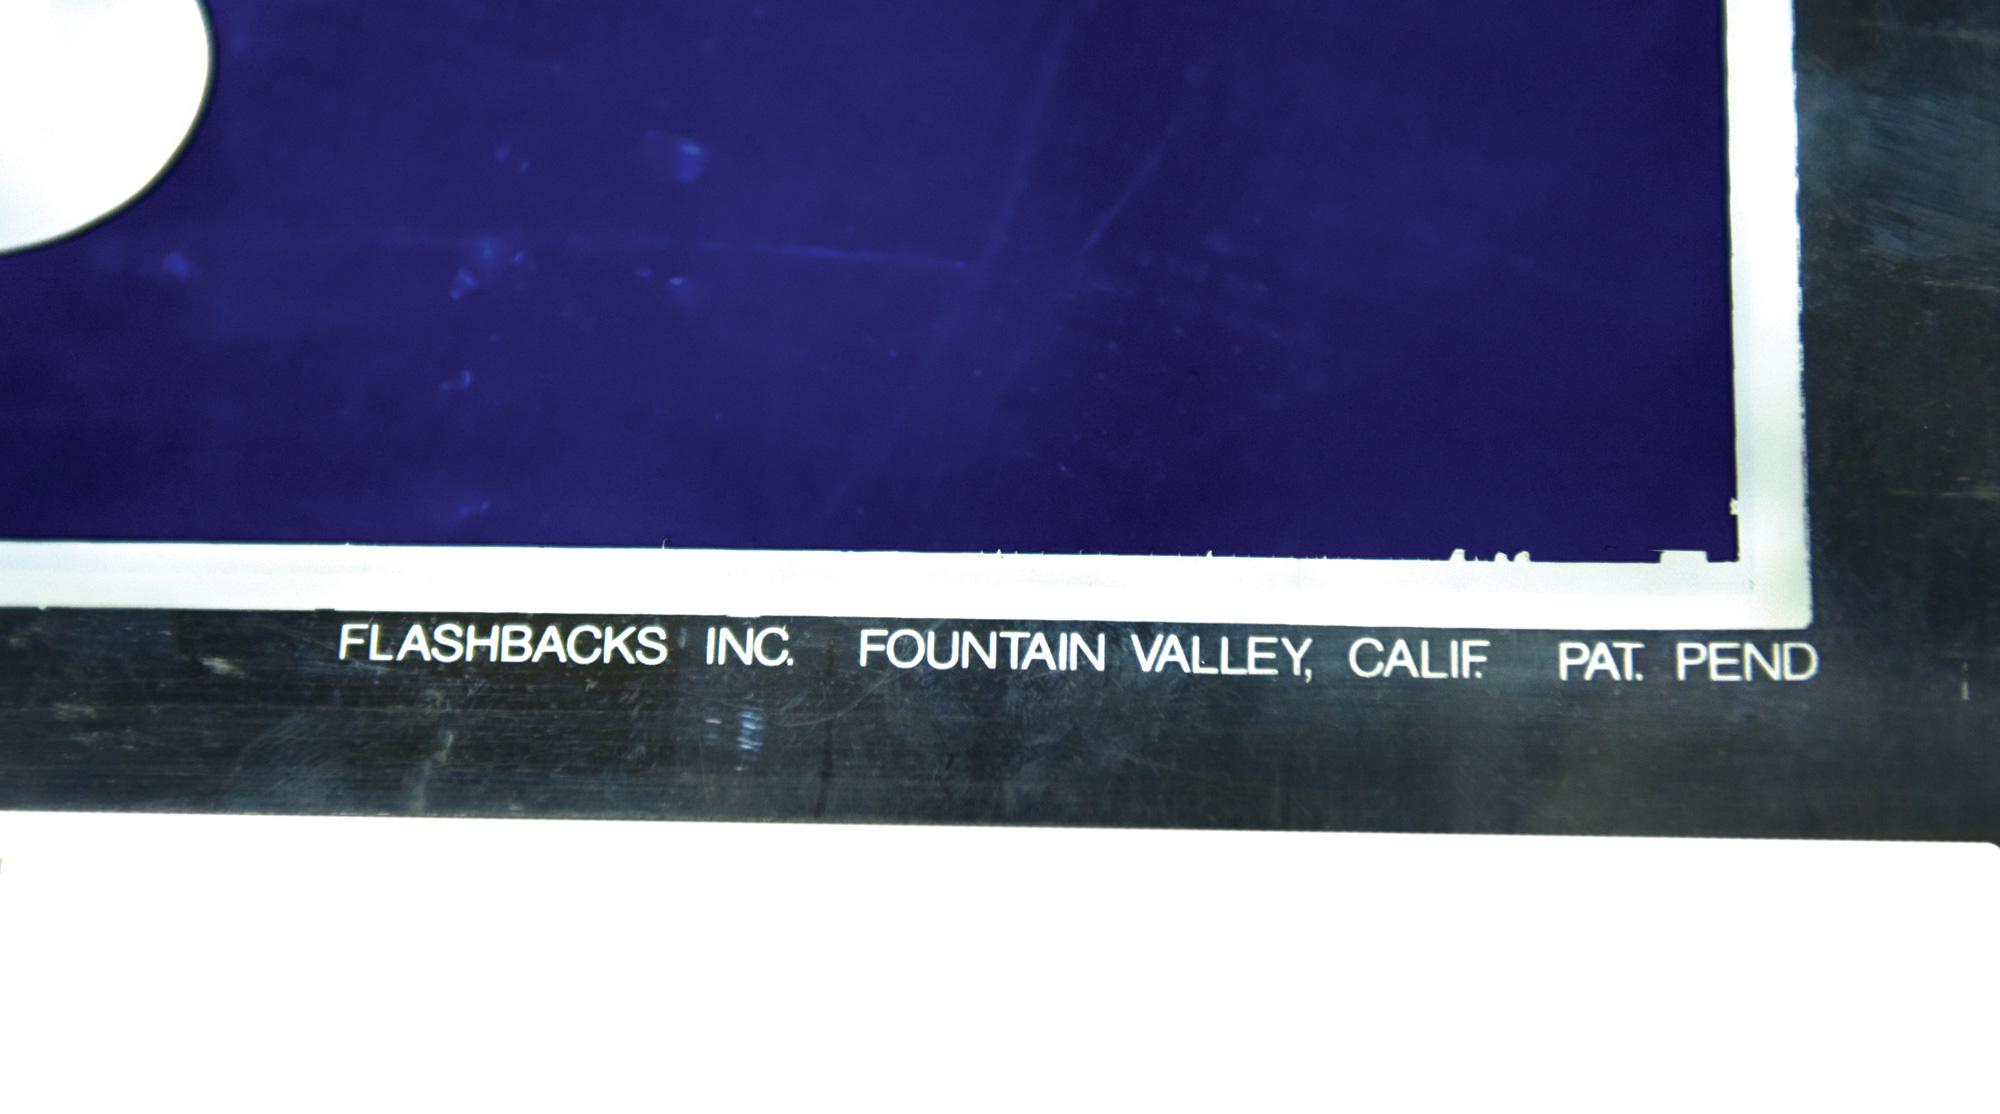 FLASHBACKS INC. FOUNTAIN VALLEY, CALIF. PAT. PEND